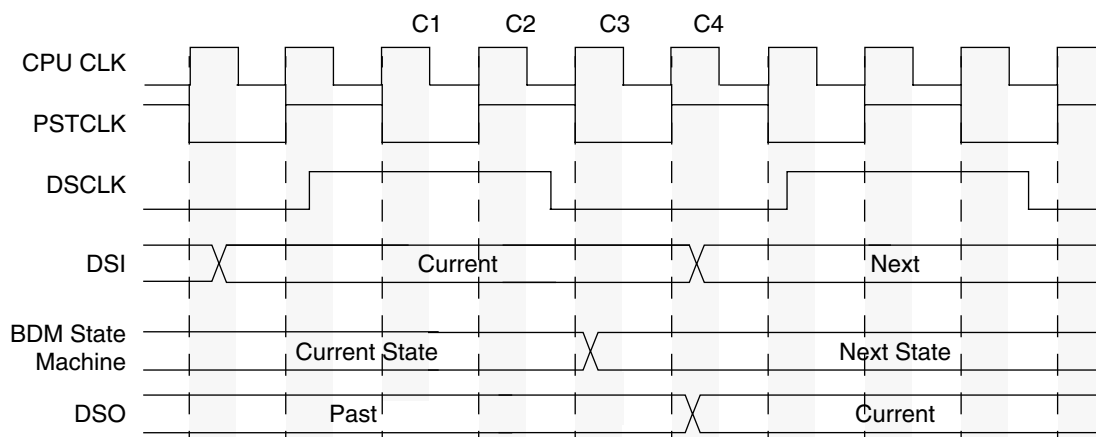 C1 C2 C3 C4
CPU CLK
PSTCLK
DSCLK
DSI Current Next
BDM State
Machine Current State Next State
DSO Past Current